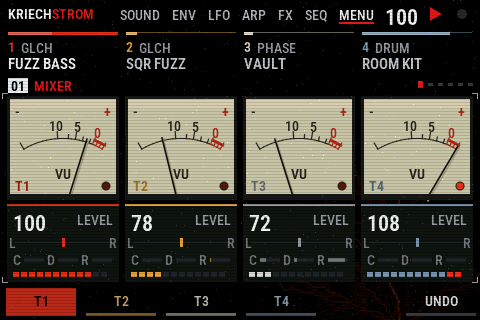 KRIECHSTROM SOUND ENV LFO ARP FX SEQ MENU 100
1 GLCH 2 GLCH 3 PHASE 4 DRUM
FUZZ BASS SQR FUZZ VAULT ROOM KIT
01 MIXER
- + - + - + - +
10 5 0 10 5 0 10 5 0 10 5 0
VU VU VU VU
T1 T2 T3 T4
100 LEVEL 78 LEVEL 72 LEVEL 108 LEVEL
L R L R L R L R
C D R C D R C D R C D R
T1 T2 T3 T4 UNDO